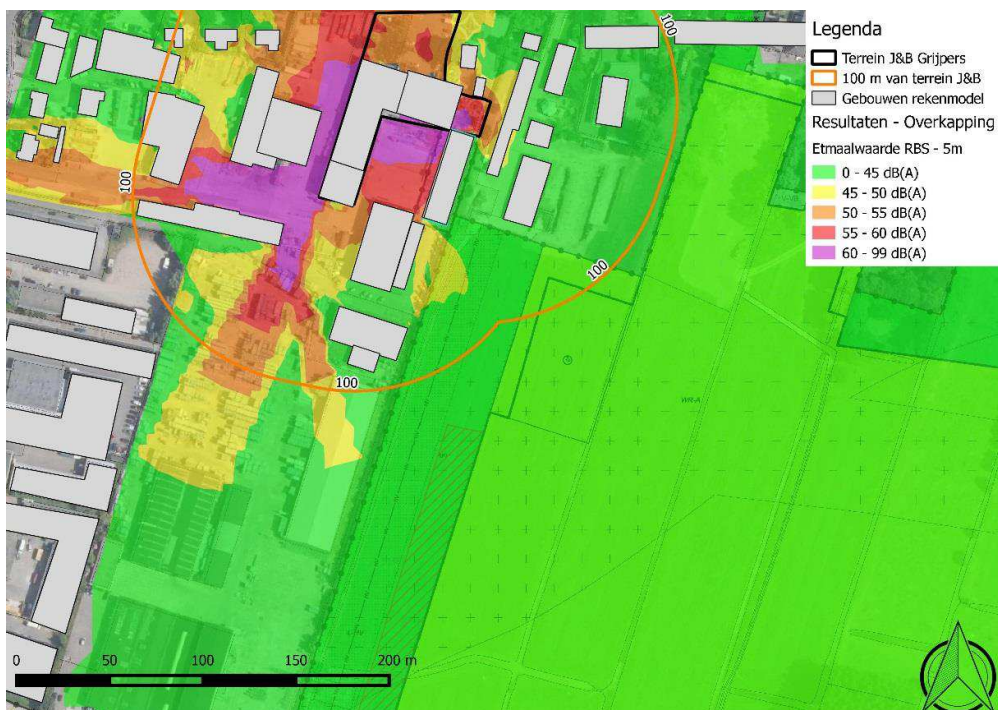 Legenda
Terrein J&B Grijpers
100 m van terrein J&B
Gebouwen rekenmodel
Resultaten - Overkapping
Etmaalwaarde RBS - 5m
0 - 45 dB(A)
45 - 50 dB(A)
50 - 55 dB(A)
55 - 60 dB(A)
60 - 99 dB(A)
100
100
100
100
WR-A
0 50 100 150 200 m